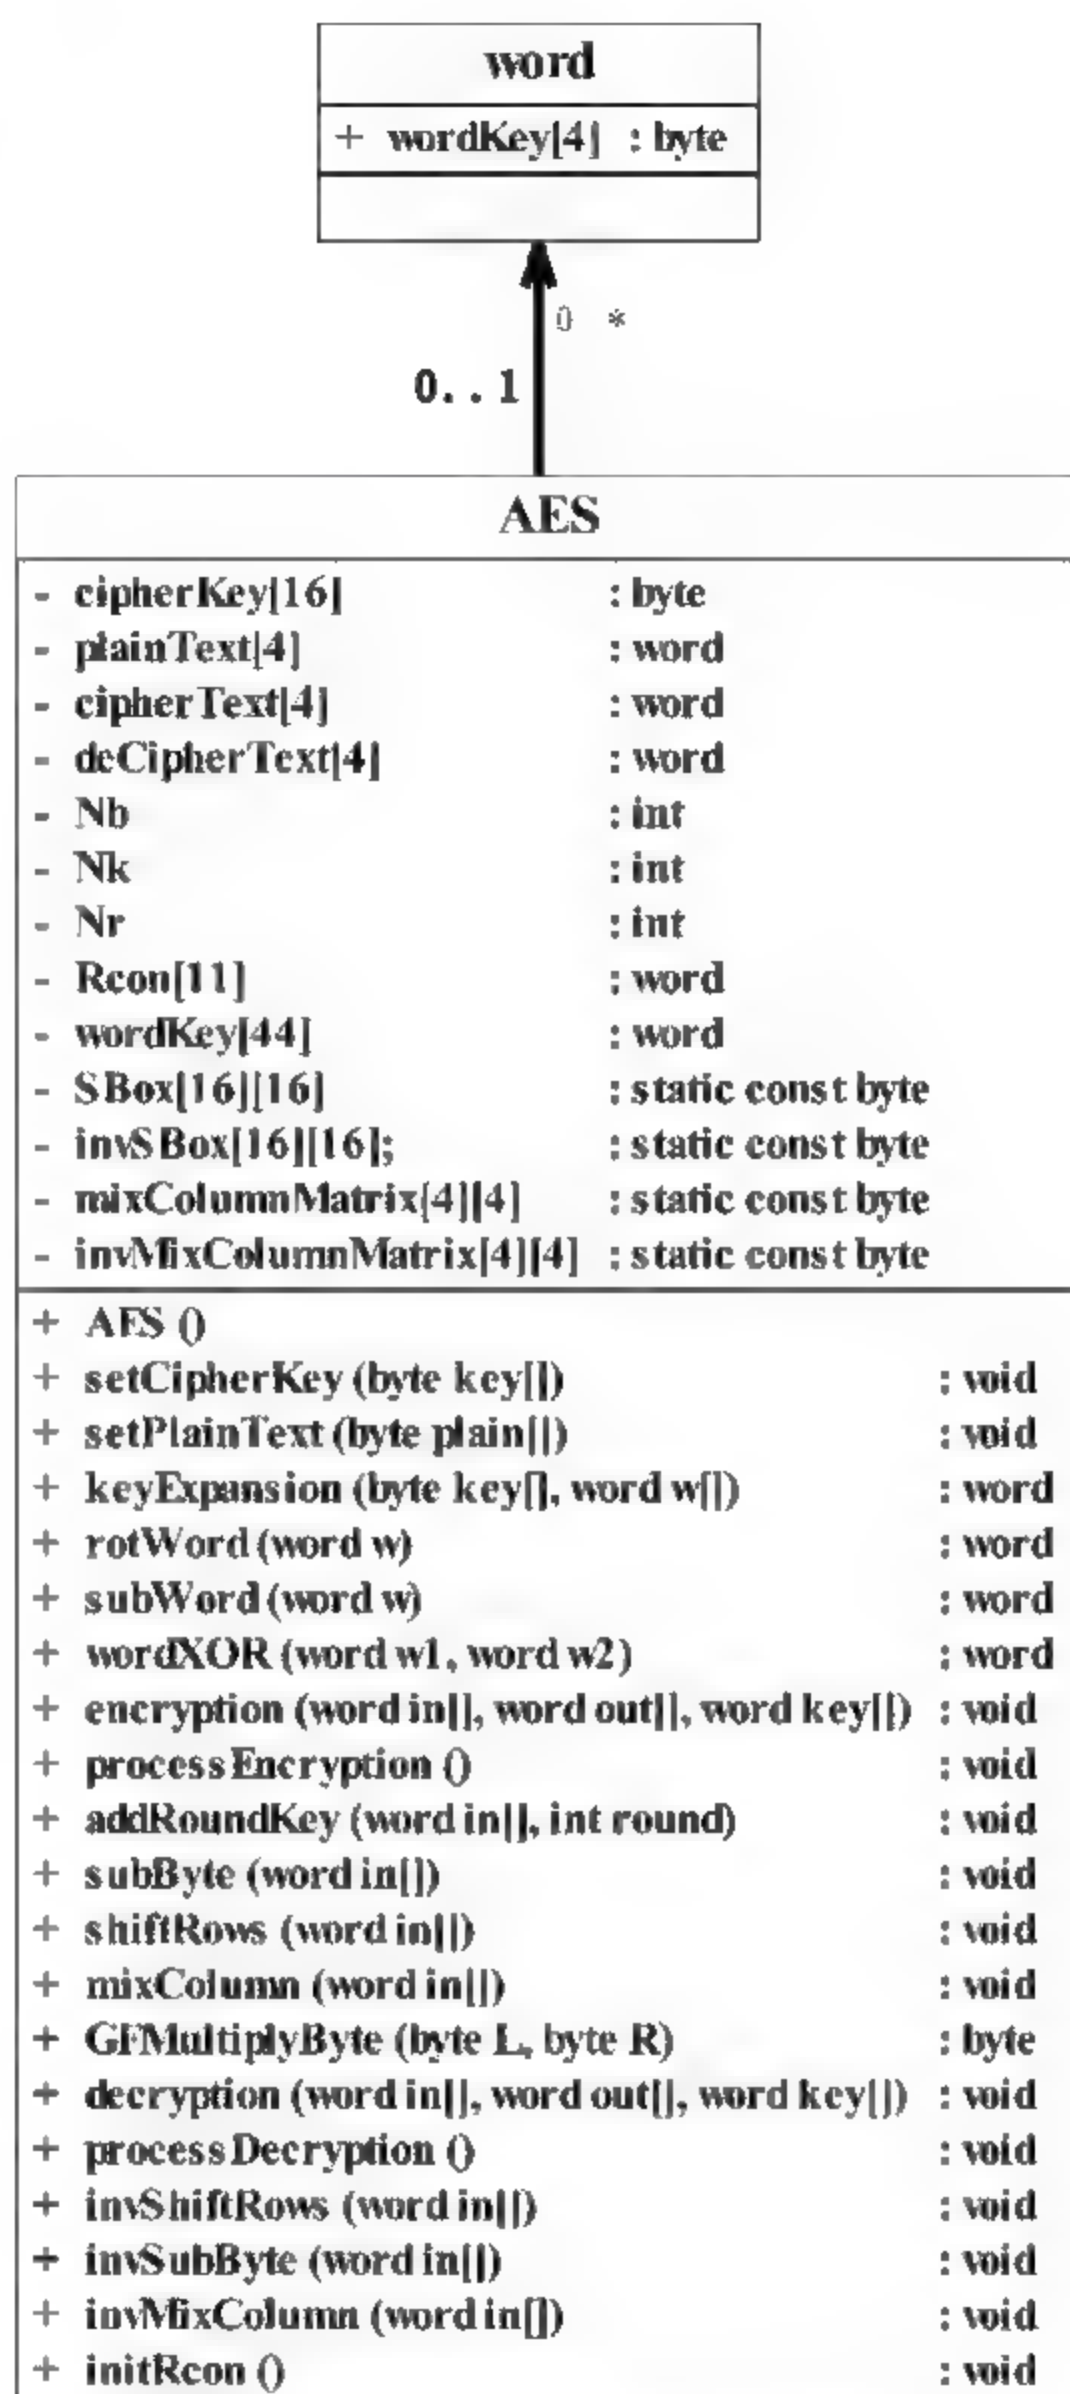 word
+ wordKey[4] : byte
0 *
0..1
AES
- cipherKey[16] : byte
- plainText[4] : word
- cipherText[4] : word
- deCipherText[4] : word
- Nb : int
- Nk : int
- Nr : int
- Rcon[11] : word
- wordKey[44] : word
- SBox[16][16] : static const byte
- invSBox[16][16]; : static const byte
- mixColumnMatrix[4][4] : static const byte
- invMixColumnMatrix[4][4] : static const byte
+ AES ()
+ setCipherKey (byte key[]) : void
+ setPlainText (byte plain[]) : void
+ keyExpansion (byte key[], word w[]) : word
+ rotWord (word w) : word
+ subWord (word w) : word
+ wordXOR (word w1, word w2) : word
+ encryption (word in[], word out[], word key[]) : void
+ processEncryption () : void
+ addRoundKey (word in[], int round) : void
+ subByte (word in[]) : void
+ shiftRows (word in[]) : void
+ mixColumn (word in[]) : void
+ GFMultiplyByte (byte L, byte R) : byte
+ decryption (word in[], word out[], word key[]) : void
+ processDecryption () : void
+ invShiftRows (word in[]) : void
+ invSubByte (word in[]) : void
+ invMixColumn (word in[]) : void
+ initRcon () : void